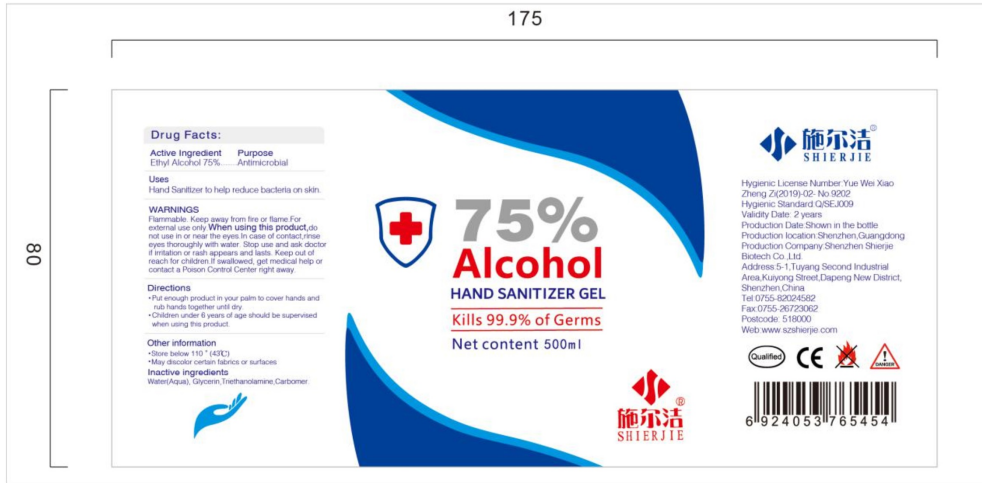 175
80
Drug Facts:
Active Ingredient Purpose
Ethyl Alcohol 75%......Antimicrobial
Uses
Hand Sanitizer to help reduce bacteria on skin.
WARNINGS
Flammable. Keep away from fire or flame.For
external use only.When using this product,do
not use in or near the eyes.In case of contact,rinse
eyes thoroughly with water. Stop use and ask doctor
if irritation or rash appears and lasts. Keep out of
reach for children.If swallowed, get medical help or
contact a Poison Control Center right away.
Directions
•Put enough product in your palm to cover hands and
rub hands together until dry.
•Children under 6 years of age should be supervised
when using this product.
Other information
•Store below 110 ° (43℃)
•May discolor certain fabrics or surfaces
Inactive ingredients
Water(Aqua), Glycerin,Triethanolamine,Carbomer.
75%
Alcohol
HAND SANITIZER GEL
Kills 99.9% of Germs
Net content 500ml
施尔洁®
SHIERJIE
施尔洁®
SHIERJIE
Hygienic License Number:Yue Wei Xiao
Zheng Zi(2019)-02- No.9202
Hygienic Standard:Q/SEJ009
Validity Date: 2 years
Production Date:Shown in the bottle
Production location:Shenzhen,Guangdong
Production Company:Shenzhen Shierjie
Biotech Co.,Ltd.
Address:5-1,Tuyang Second Industrial
Area,Kuiyong Street,Dapeng New District,
Shenzhen,China
Tel:0755-82024582
Fax:0755-26723062
Postcode: 518000
Web:www.szshierjie.com
Qualified CE DANGER
6 924053 765454